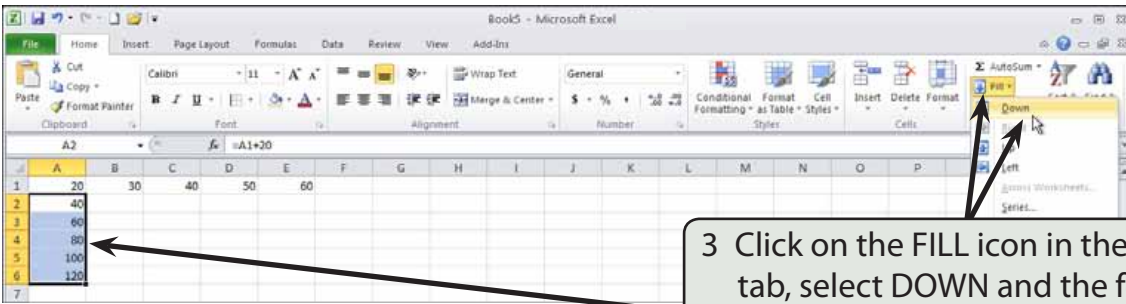 Book5 - Microsoft Excel
File Home Insert Page Layout Formulas Data Review View Add-Ins
Cut
Copy
Format Painter
Paste
Clipboard
Calibri 11 A A
B I U A
Font
Wrap Text
Merge & Center
Alignment
General
$ % ,
Number
Conditional Formatting
Format as Table
Cell Styles
Styles
Insert Delete Format
Cells
Σ AutoSum
Fill
Down
Left
Across Worksheets...
Series...
A2 fx =A1+20
A B C D E F G H I J K L M N O P
1 20 30 40 50 60
2 40
3 60
4 80
5 100
6 120
7
3 Click on the FILL icon in the
tab, select DOWN and the f